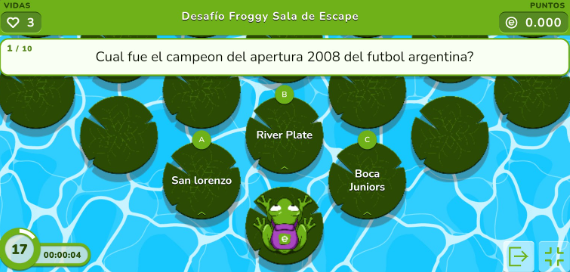 VIDAS
3
Desafío Froggy Sala de Escape
PUNTOS
0.000
1 / 10
Cual fue el campeon del apertura 2008 del futbol argentina?
B
River Plate
A
San lorenzo
C
Boca
Juniors
e
17
00:00:04